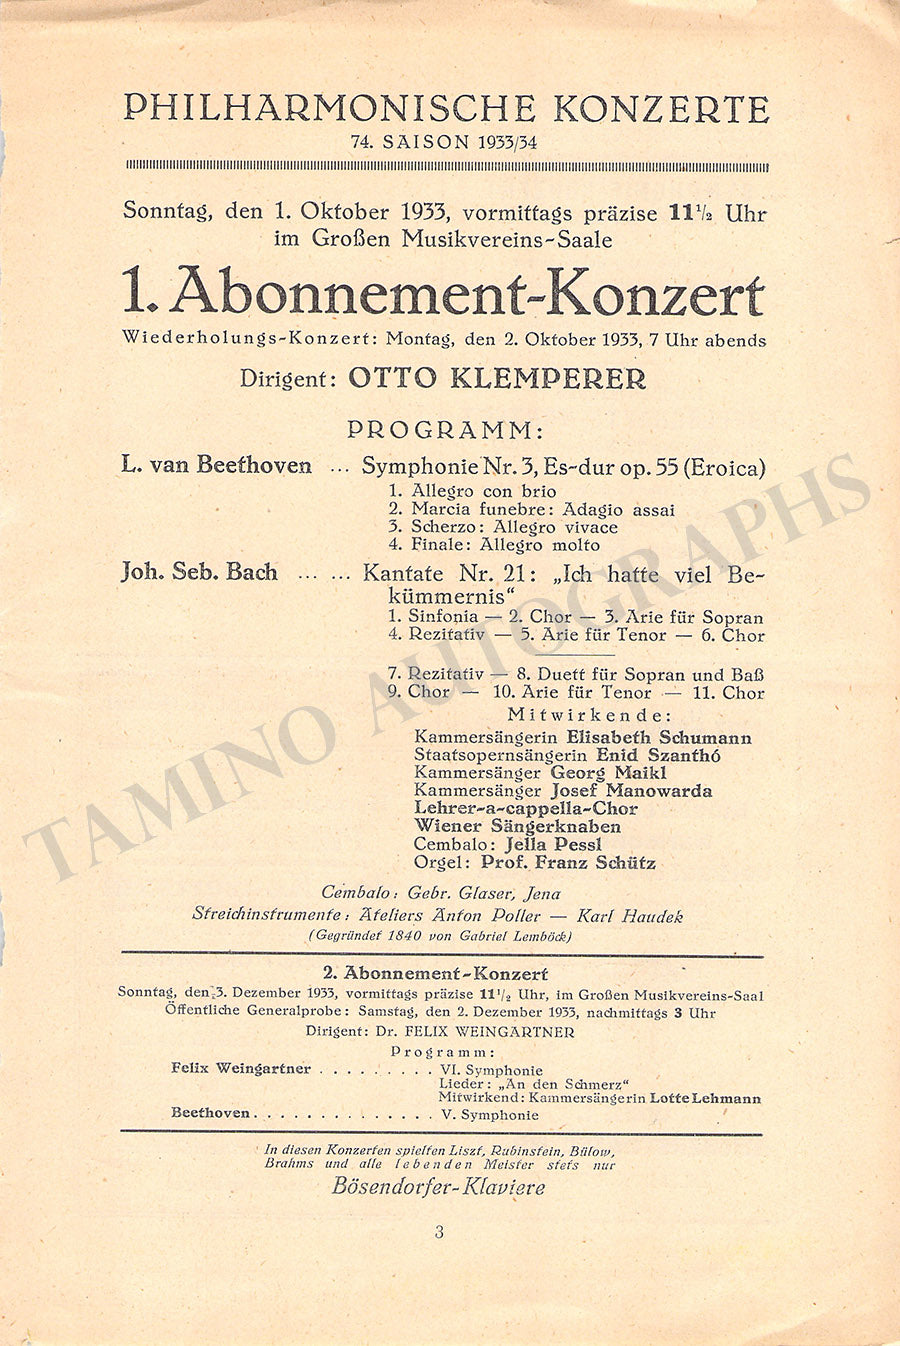 PHILHARMONISCHE KONZERTE
74. SAISON 1933/34
Sonntag, den 1. Oktober 1933, vormittags präzise 11½ Uhr
im Großen Musikvereins-Saale
1. Abonnement-Konzert
Wiederholungs-Konzert: Montag, den 2. Oktober 1933, 7 Uhr abends
Dirigent: OTTO KLEMPERER
PROGRAMM:
L. van Beethoven ... Symphonie Nr. 3, Es-dur op. 55 (Eroica)
1. Allegro con brio
2. Marcia funebre: Adagio assai
3. Scherzo: Allegro vivace
4. Finale: Allegro molto
Joh. Seb. Bach ... ... Kantate Nr. 21: „Ich hatte viel Be-
kümmernis“
1. Sinfonia — 2. Chor — 3. Arie für Sopran
4. Rezitativ — 5. Arie für Tenor — 6. Chor
7. Rezitativ — 8. Duett für Sopran und Baß
9. Chor — 10. Arie für Tenor — 11. Chor
Mitwirkende:
Kammersängerin Elisabeth Schumann
Staatsopernsängerin Enid Szanthó
Kammersänger Georg Maikl
Kammersänger Josef Manowarda
Lehrer-a-cappella-Chor
Wiener Sängerknaben
Cembalo: Jella Pessl
Orgel: Prof. Franz Schütz
Cembalo: Gebr. Glaser, Jena
Streichinstrumente: Ateliers Anton Poller — Karl Haudek
(Gegründet 1840 von Gabriel Lemböck)
2. Abonnement-Konzert
Sonntag, den 3. Dezember 1933, vormittags präzise 11½ Uhr, im Großen Musikvereins-Saal
Öffentliche Generalprobe: Samstag, den 2. Dezember 1933, nachmittags 3 Uhr
Dirigent: Dr. FELIX WEINGARTNER
Programm:
Felix Weingartner . . . . . . . . . VI. Symphonie
Lieder: „An den Schmerz“
Mitwirkend: Kammersängerin Lotte Lehmann
Beethoven . . . . . . . . . . . . . . V. Symphonie
In diesen Konzerten spielten Liszt, Rubinstein, Bülow,
Brahms und alle lebenden Meister stets nur
Bösendorfer-Klaviere
3
TAMINO AUTOGRAPHS